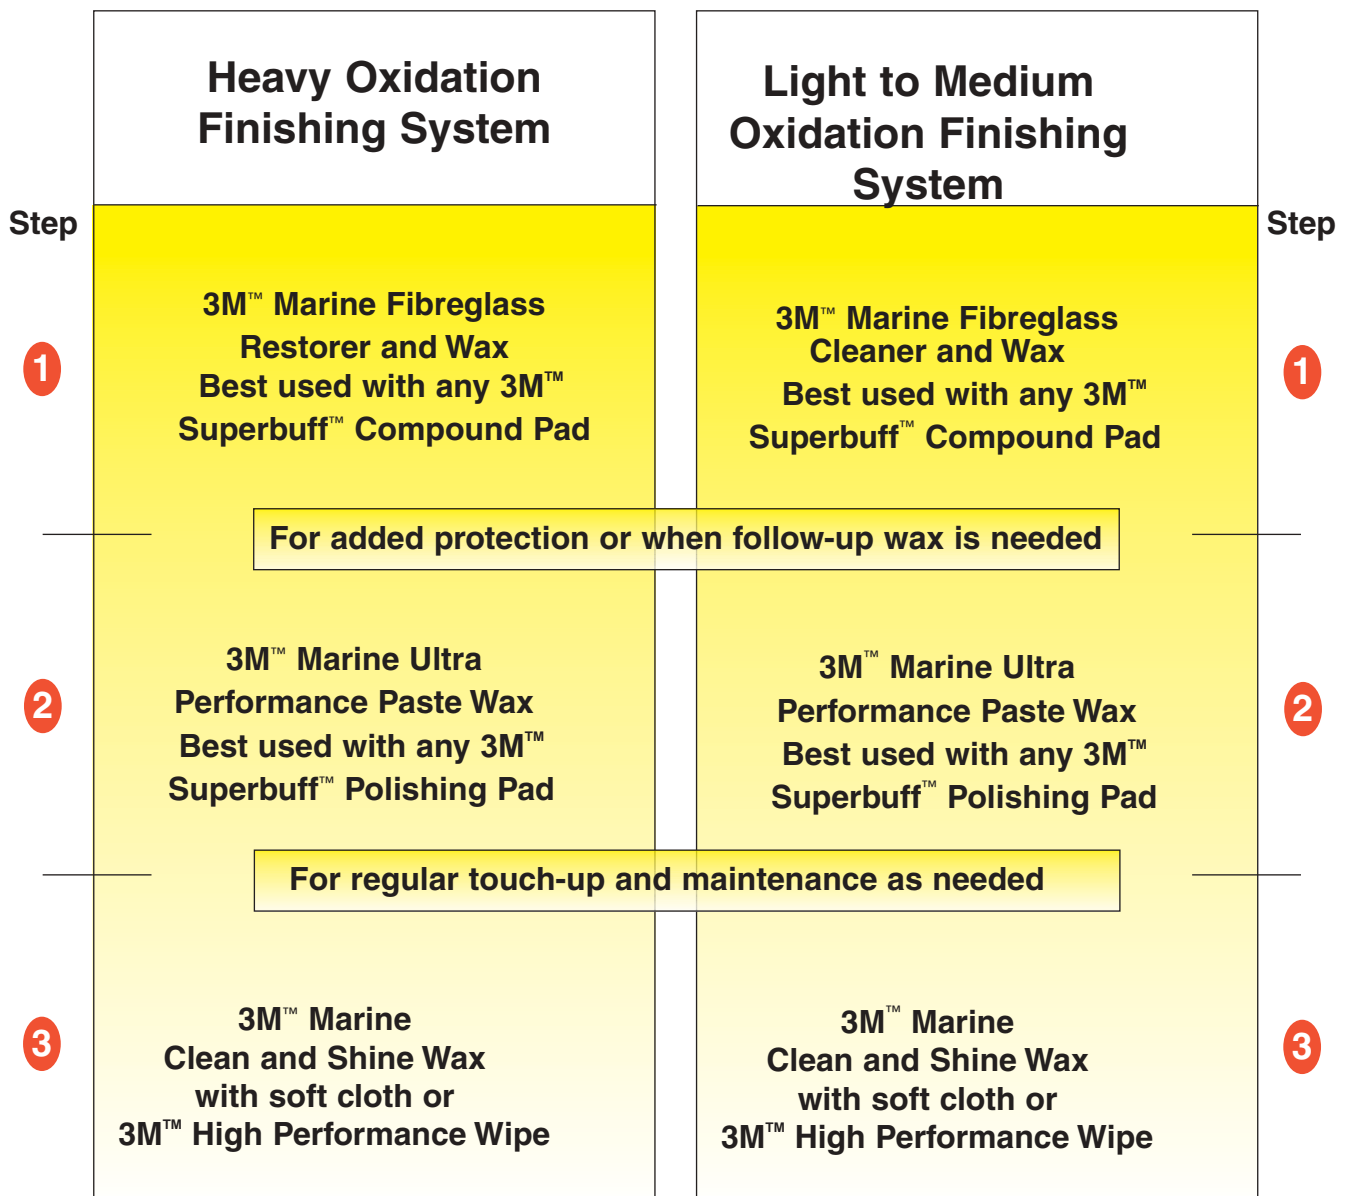 Heavy Oxidation
Finishing System
Light to Medium
Oxidation Finishing
System
Step
Step
1
3M™ Marine Fibreglass
Restorer and Wax
Best used with any 3M™
Superbuff™ Compound Pad
3M™ Marine Fibreglass
Cleaner and Wax
Best used with any 3M™
Superbuff™ Compound Pad
1
For added protection or when follow-up wax is needed
2
3M™ Marine Ultra
Performance Paste Wax
Best used with any 3M™
Superbuff™ Polishing Pad
3M™ Marine Ultra
Performance Paste Wax
Best used with any 3M™
Superbuff™ Polishing Pad
2
For regular touch-up and maintenance as needed
3
3M™ Marine
Clean and Shine Wax
with soft cloth or
3M™ High Performance Wipe
3M™ Marine
Clean and Shine Wax
with soft cloth or
3M™ High Performance Wipe
3